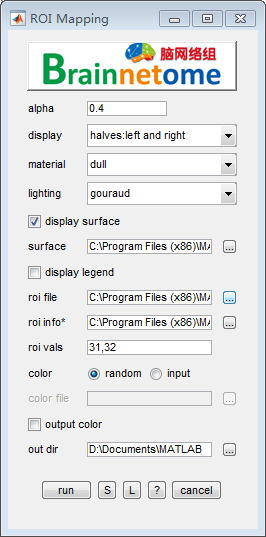 ROI Mapping
脑网络组
Brainnetome
alpha 0.4
display halves:left and right
material dull
lighting gouraud
display surface
surface C:\Program Files (x86)\MA ...
display legend
roi file C:\Program Files (x86)\MA ...
roi info* C:\Program Files (x86)\MA ...
roi vals 31,32
color random input
color file ...
output color
out dir D:\Documents\MATLAB ...
run S L ? cancel